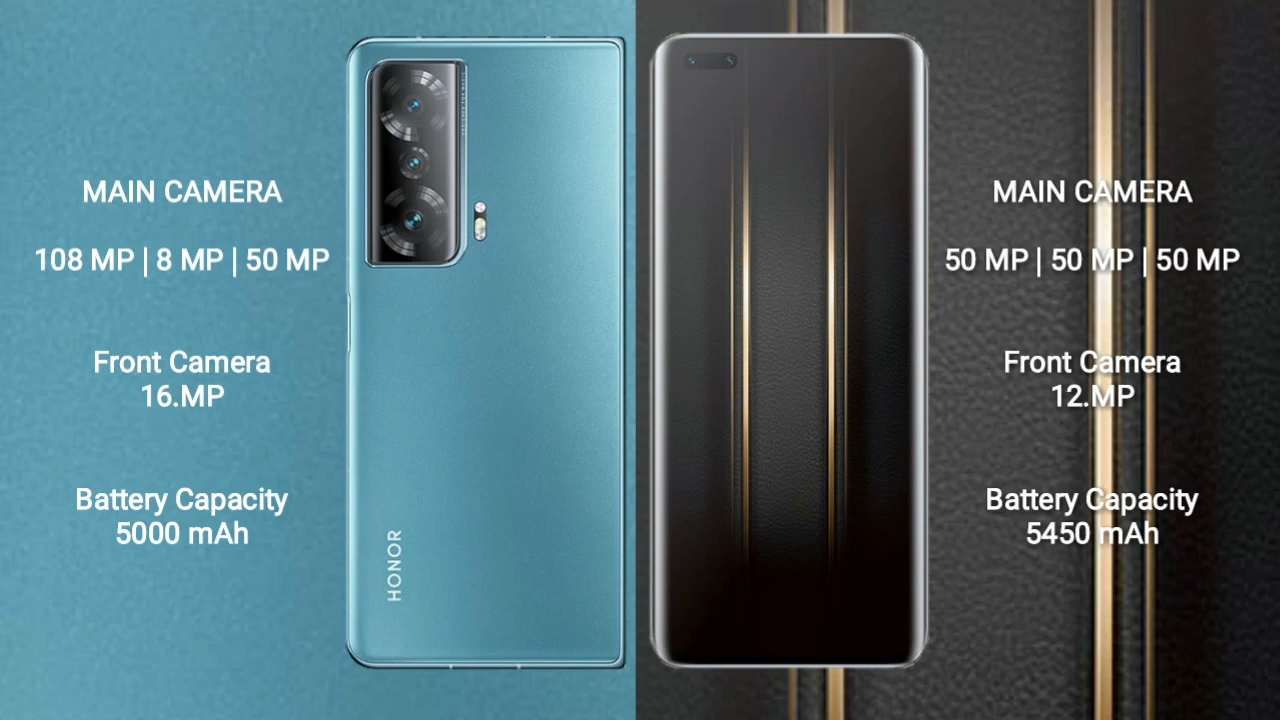 MAIN CAMERA
108 MP | 8 MP | 50 MP
Front Camera
16.MP
Battery Capacity
5000 mAh
HONOR
MAIN CAMERA
50 MP | 50 MP | 50 MP
Front Camera
12.MP
Battery Capacity
5450 mAh